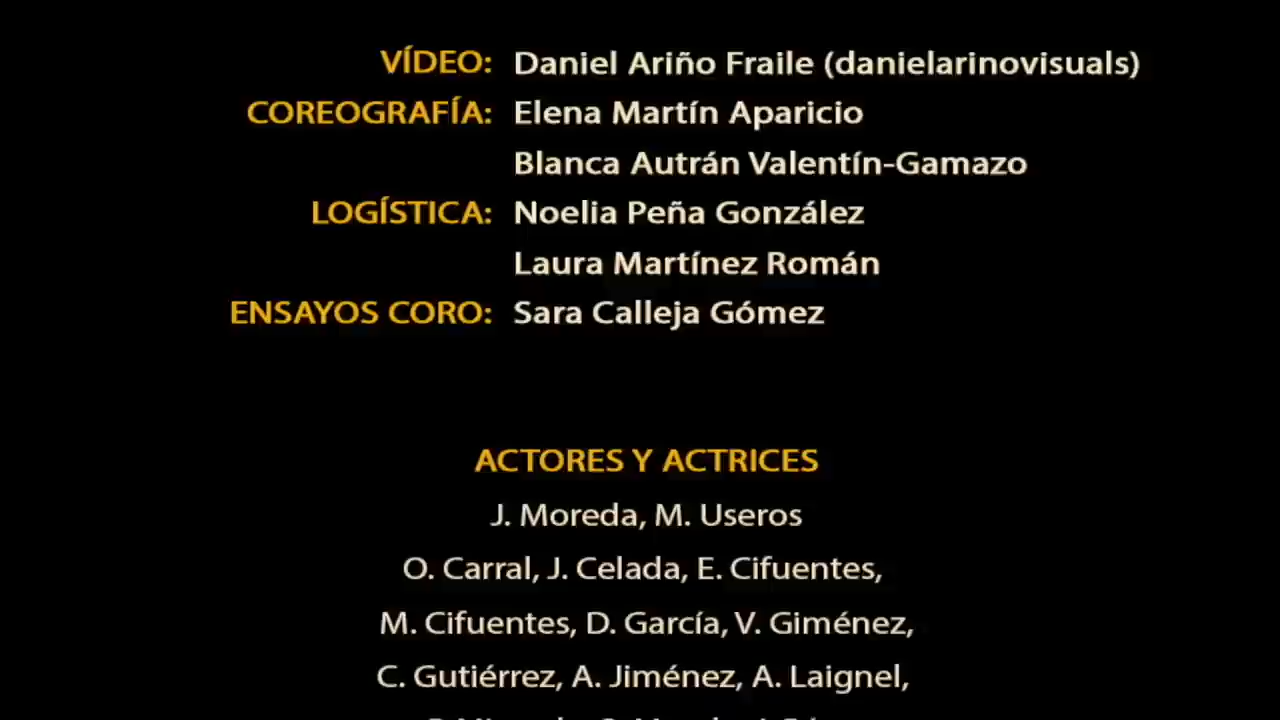 VÍDEO: Daniel Ariño Fraile (danielarinovisuals)
COREOGRAFÍA: Elena Martín Aparicio
Blanca Autrán Valentín-Gamazo
LOGÍSTICA: Noelia Peña González
Laura Martínez Román
ENSAYOS CORO: Sara Calleja Gómez
ACTORES Y ACTRICES
J. Moreda, M. Useros
O. Carral, J. Celada, E. Cifuentes,
M. Cifuentes, D. García, V. Giménez,
C. Gutiérrez, A. Jiménez, A. Laignel,